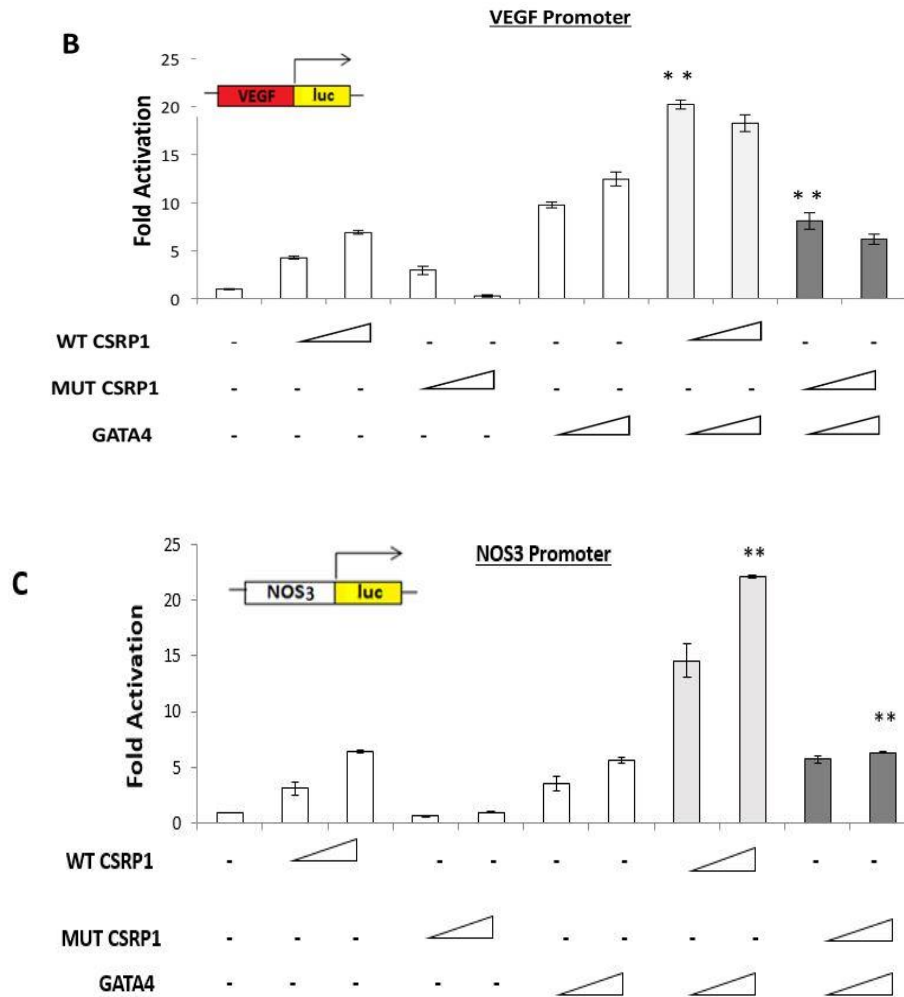 VEGF Promoter
B
25
20
15
10
5
0
Fold Activation
VEGF luc
* *
* *
WT CSRP1 - - - - - - -
MUT CSRP1 - - - - - - -
GATA4 - - - - -
C
NOS3 Promoter
25
20
15
10
5
0
Fold Activation
NOS3 luc
**
**
WT CSRP1 - - - - - - -
MUT CSRP1 - - - - - - -
GATA4 - - - - -